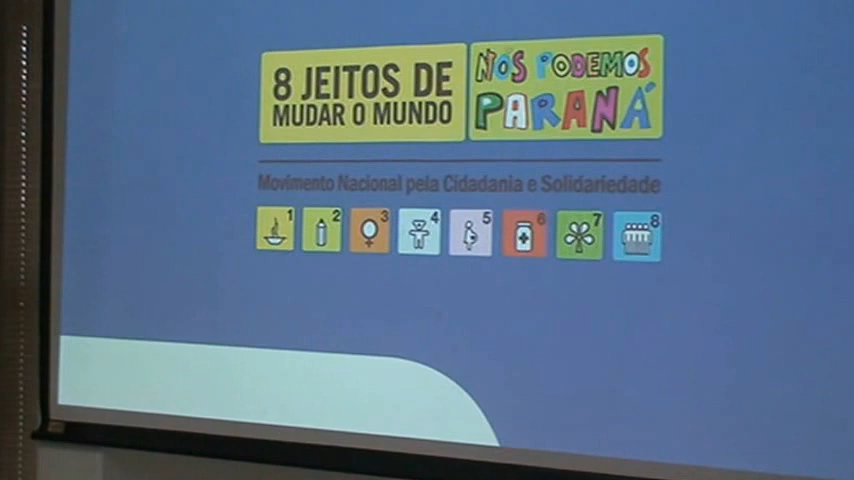 8 JEITOS DE
MUDAR O MUNDO
NÓS PODEMOS
PARANÁ
Movimento Nacional pela Cidadania e Solidariedade
1 2 3 4 5 6 7 8